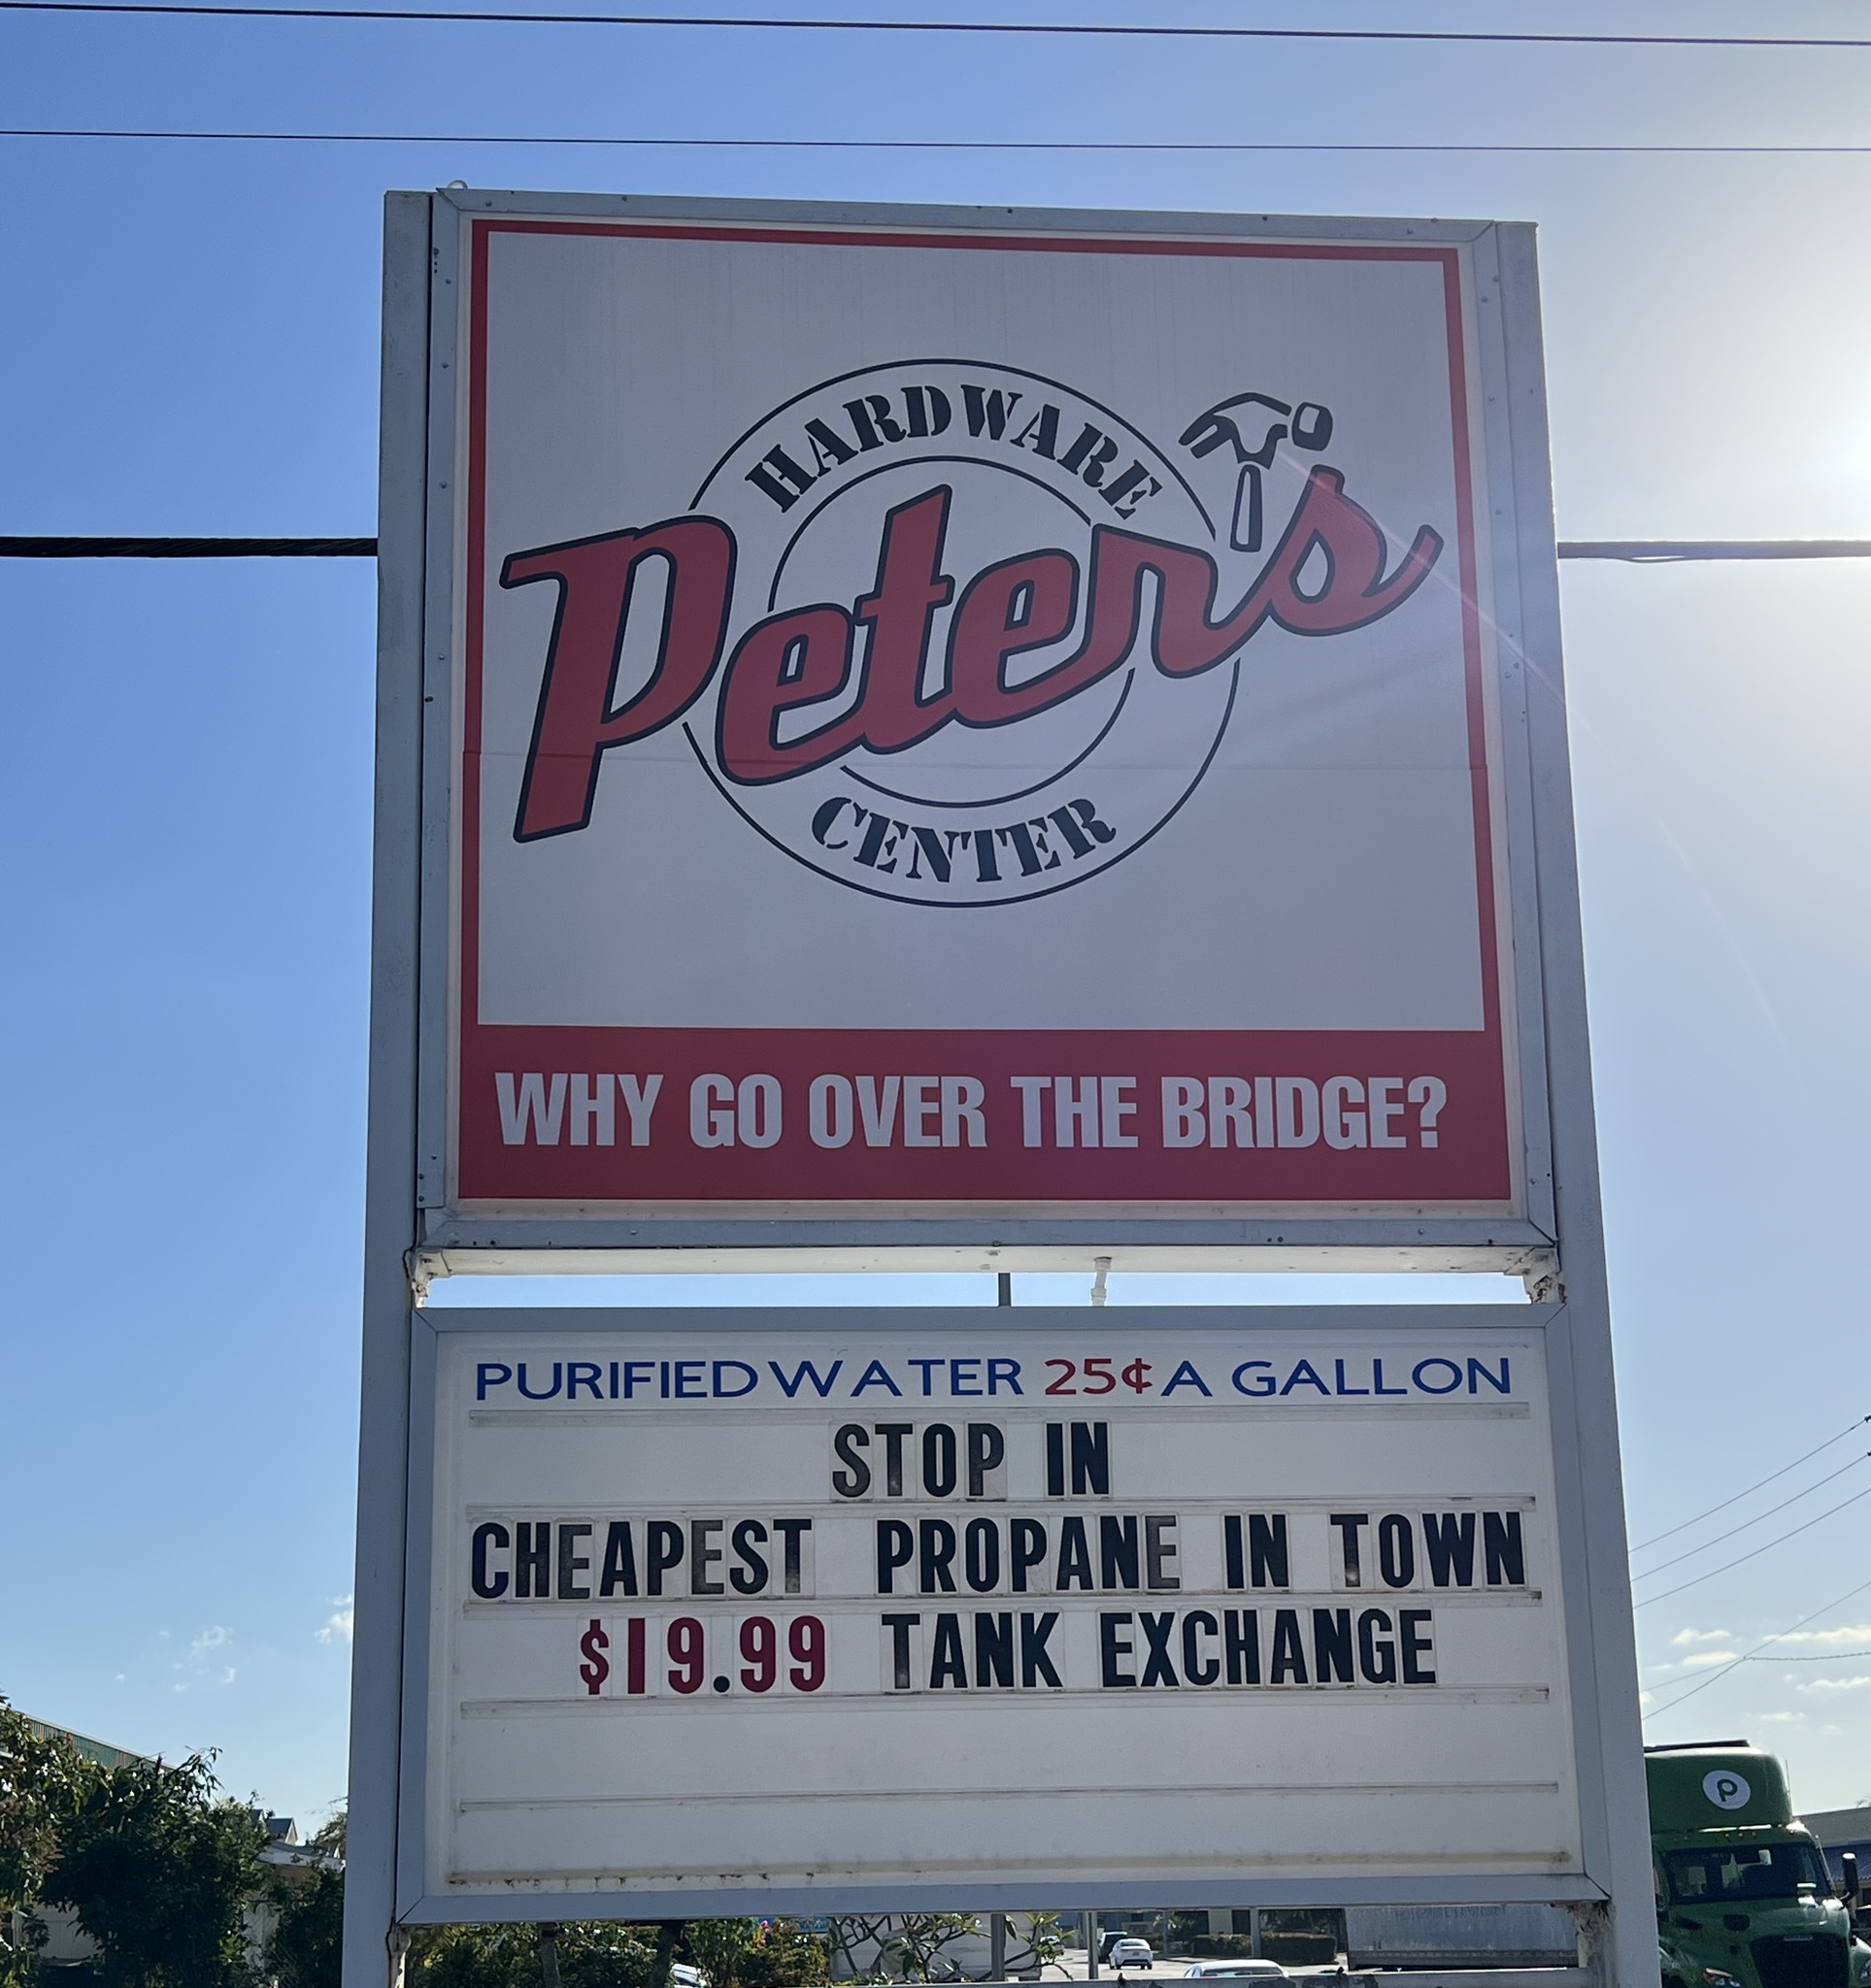 HARDWARE
Peter's
CENTER
WHY GO OVER THE BRIDGE?
PURIFIED WATER 25¢ A GALLON
STOP IN
CHEAPEST PROPANE IN TOWN
$19.99 TANK EXCHANGE
P